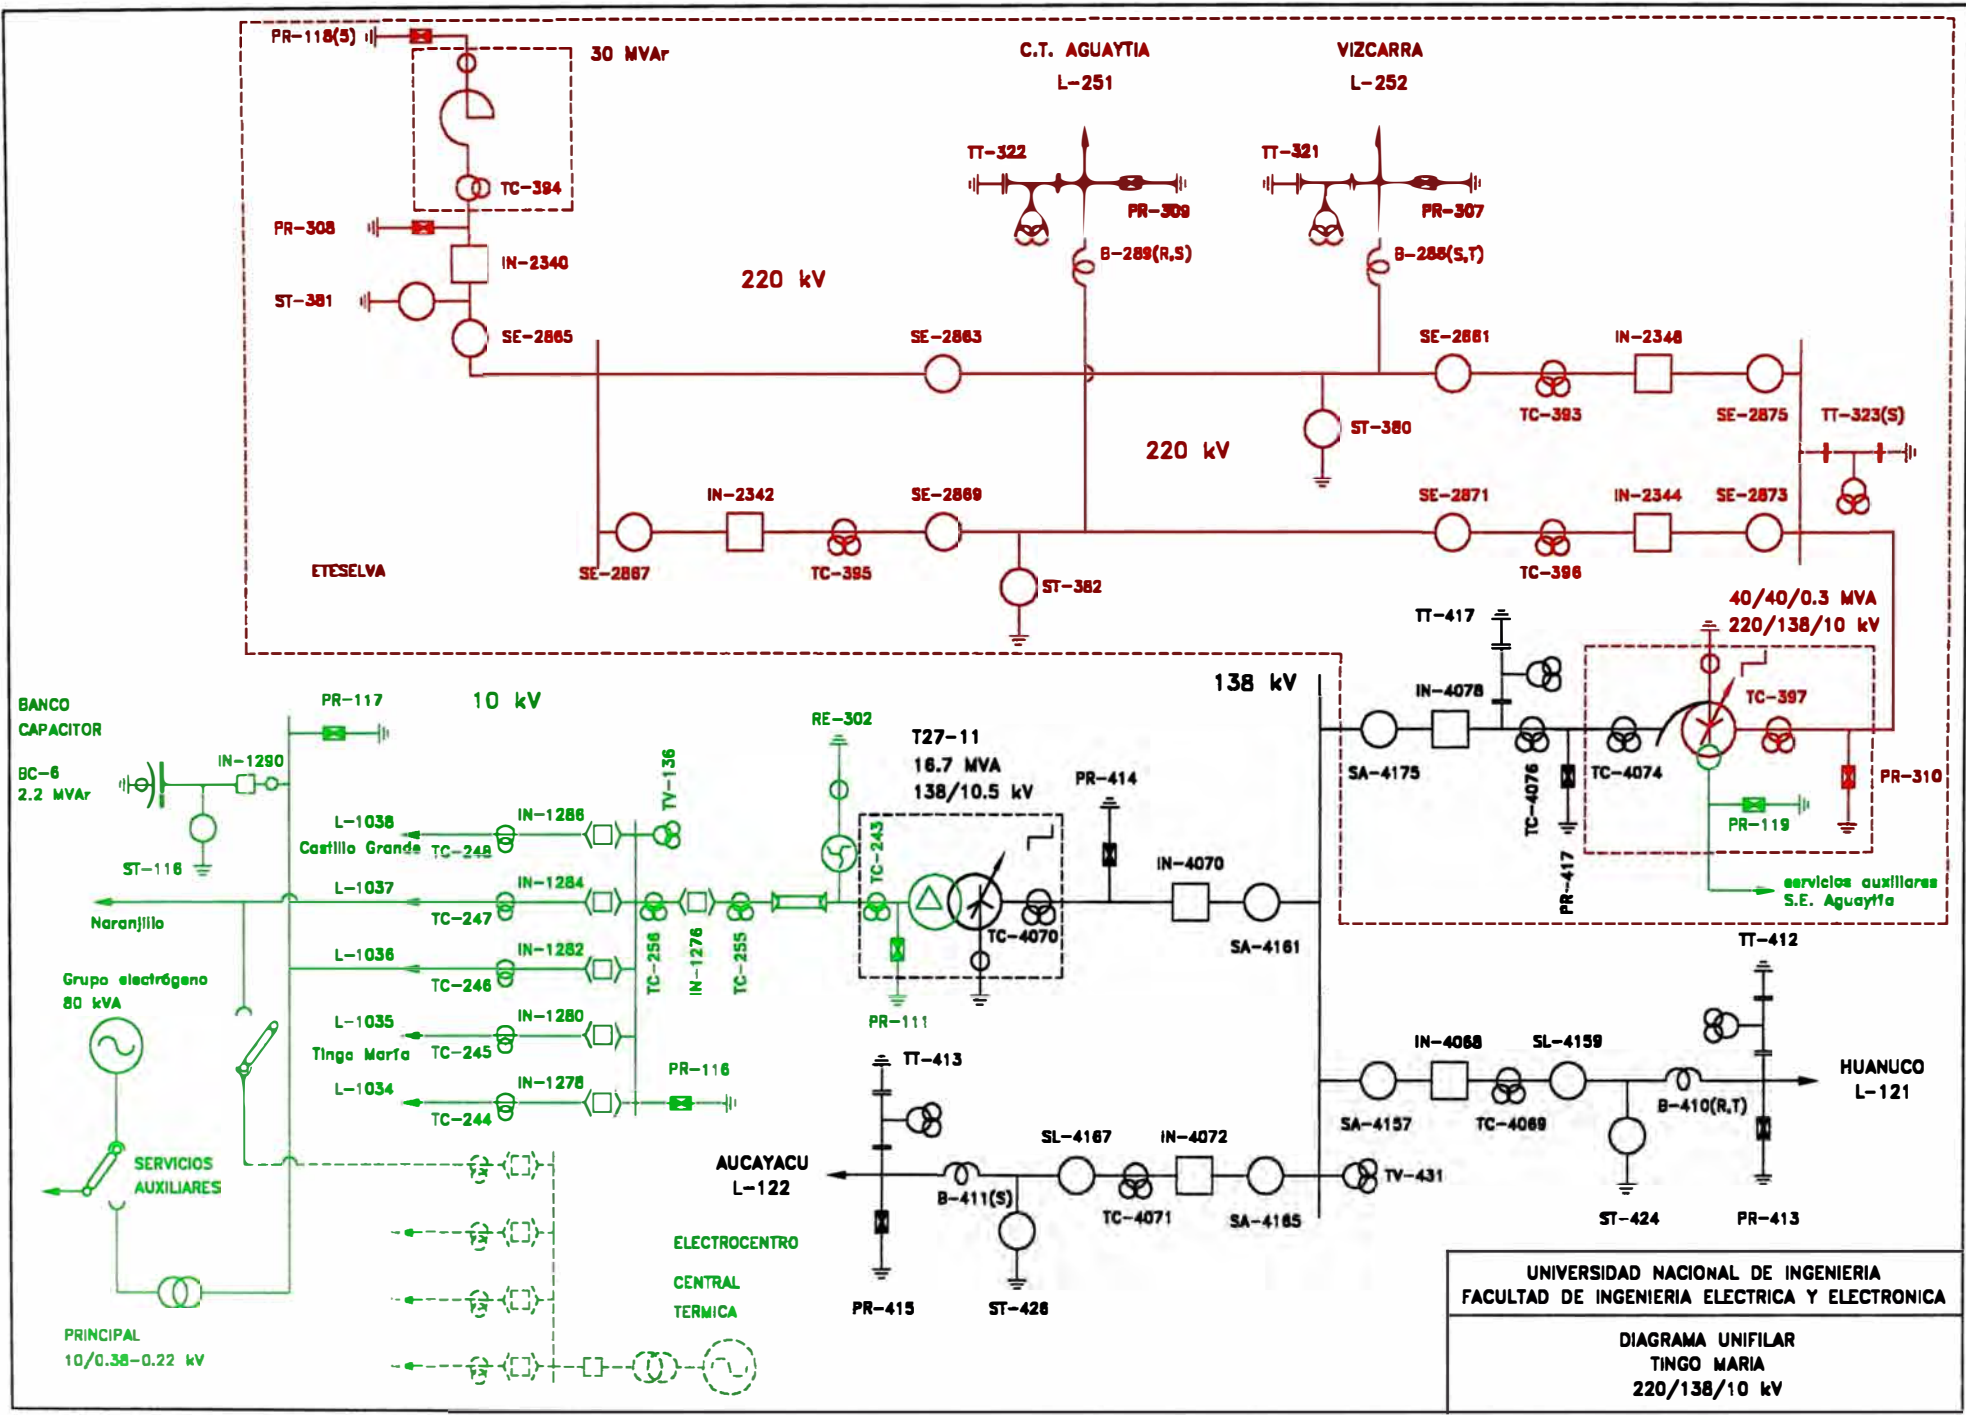 PR-118(S)
30 MVAr
C.T. AGUAYTIA
L-251
VIZCARRA
L-252
TT-322
TT-321
TC-394
PR-309
PR-307
PR-308
IN-2340
B-289(R,S)
B-288(S,T)
220 kV
ST-381
SE-2865
SE-2863
SE-2861
IN-2346
TC-393
SE-2875
TT-323(S)
ST-380
220 kV
IN-2342
SE-2869
SE-2871
IN-2344
SE-2873
ETESELVA
SE-2867
TC-395
ST-382
TC-396
40/40/0.3 MVA
220/138/10 kV
TT-417
138 kV
IN-4078
TC-397
SA-4175
TC-4076
TC-4074
PR-310
PR-417
PR-119
servicios auxiliares
S.E. Aguaytia
BANCO
CAPACITOR
PR-117
10 kV
RE-302
BC-6
2.2 MVAr
IN-1290
TV-136
T27-11
16.7 MVA
138/10.5 kV
PR-414
L-1038
Castillo Grande
IN-1286
TC-248
TC-243
IN-4070
ST-116
L-1037
IN-1284
TC-247
Naranjillo
TC-256
IN-1276
TC-255
TC-4070
SA-4161
L-1036
IN-1282
TC-246
TT-412
Grupo electrógeno
80 kVA
L-1035
Tingo María
IN-1280
TC-245
PR-111
L-1034
IN-1278
TC-244
PR-116
TT-413
IN-4068
SL-4159
HUANUCO
L-121
SA-4157
TC-4069
B-410(R,T)
SERVICIOS
AUXILIARES
AUCAYACU
L-122
SL-4167
IN-4072
B-411(S)
TC-4071
SA-4165
TV-431
ST-424
PR-413
ELECTROCENTRO
CENTRAL
TERMICA
PR-415
ST-426
PRINCIPAL
10/0.38-0.22 kV
UNIVERSIDAD NACIONAL DE INGENIERIA
FACULTAD DE INGENIERIA ELECTRICA Y ELECTRONICA
DIAGRAMA UNIFILAR
TINGO MARIA
220/138/10 kV